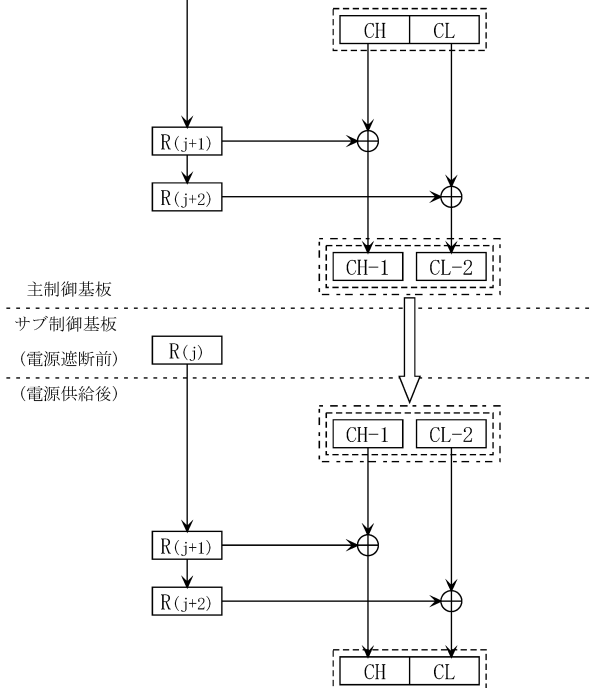 CH CL
R(j+1)
R(j+2)
CH-1 CL-2
主制御基板
サブ制御基板
(電源遮断前)
R(j)
(電源供給後)
CH-1 CL-2
R(j+1)
R(j+2)
CH CL